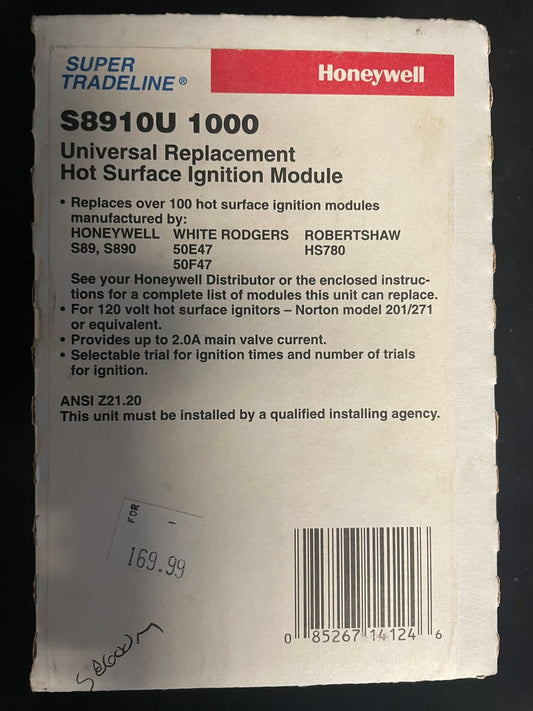 SUPER
TRADELINE®
Honeywell
S8910U 1000
Universal Replacement
Hot Surface Ignition Module
• Replaces over 100 hot surface ignition modules
manufactured by:
HONEYWELL WHITE RODGERS ROBERTSHAW
S89, S890 50E47 HS780
50F47
See your Honeywell Distributor or the enclosed instruc-
tions for a complete list of modules this unit can replace.
• For 120 volt hot surface ignitors – Norton model 201/271
or equivalent.
• Provides up to 2.0A main valve current.
• Selectable trial for ignition times and number of trials
for ignition.
ANSI Z21.20
This unit must be installed by a qualified installing agency.
FOR
169.99
0 85267 14124 6